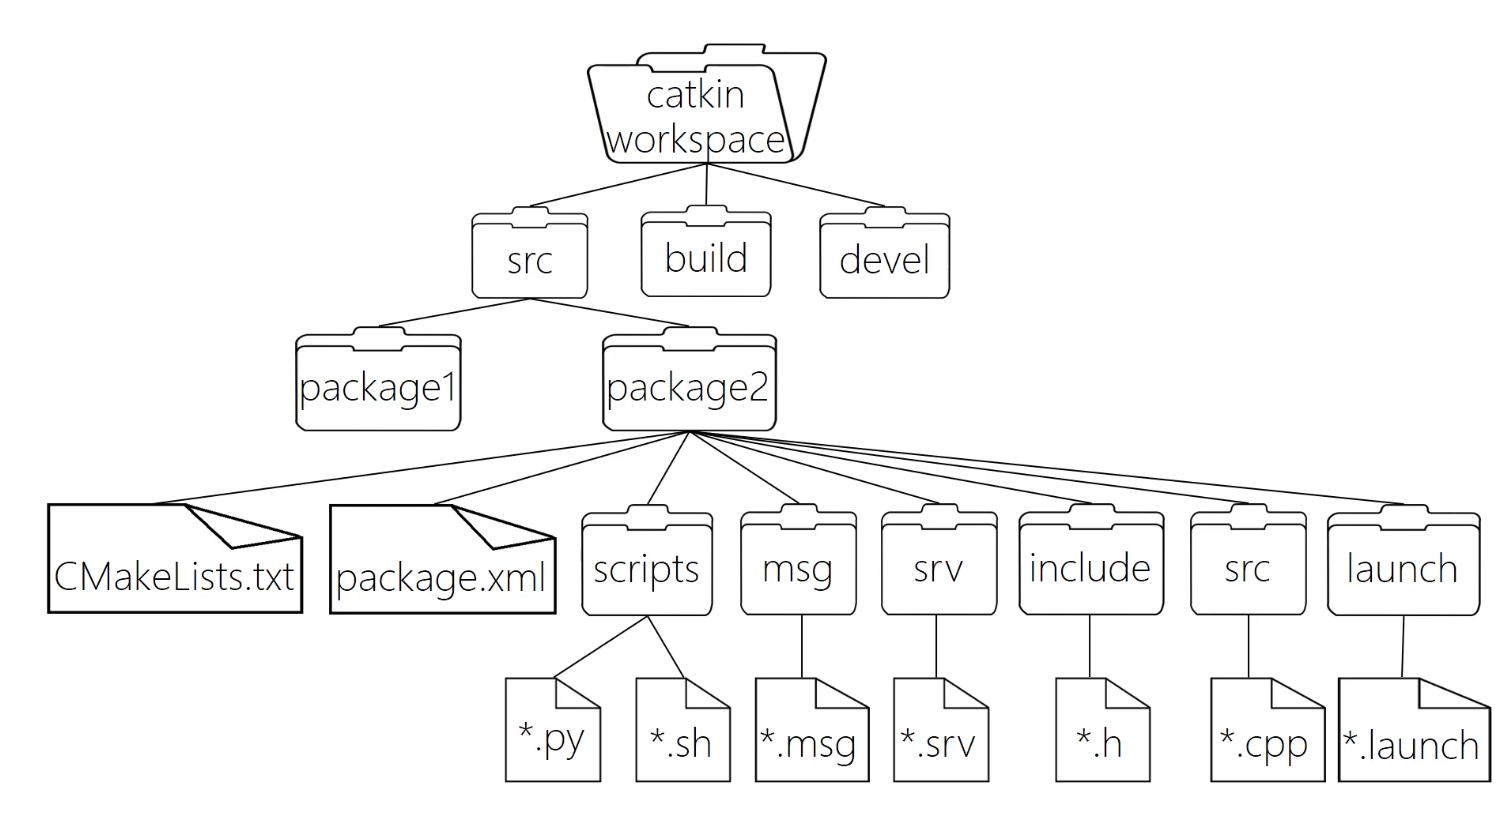 catkin
workspace
src
build
devel
package1
package2
CMakeLists.txt
package.xml
scripts
msg
srv
include
src
launch
*.py
*.sh
*.msg
*.srv
*.h
*.cpp
*.launch